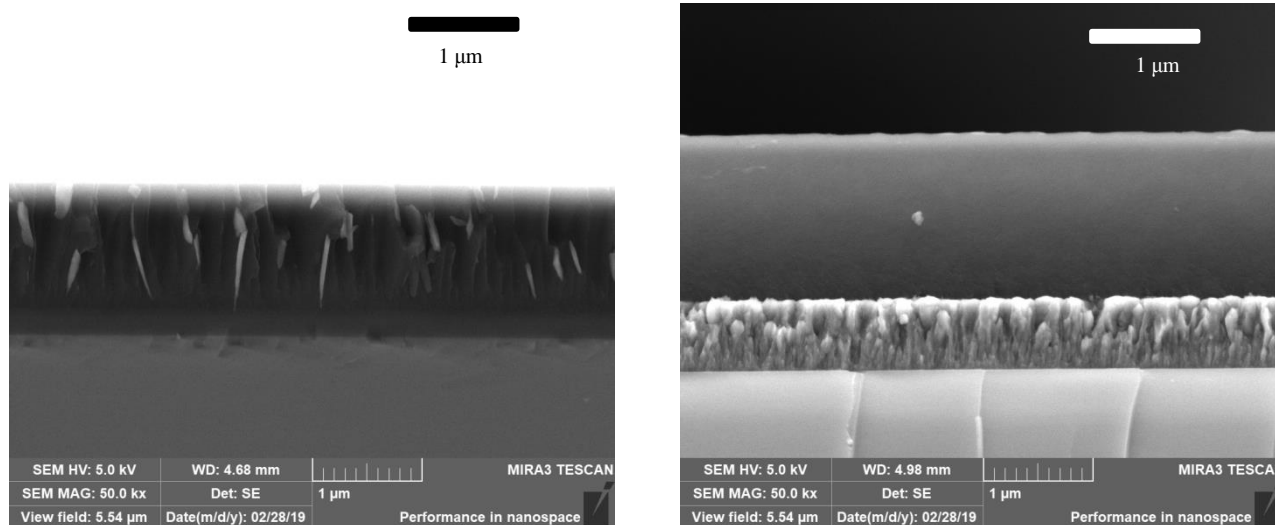 1 μm
1 μm
SEM HV: 5.0 kV WD: 4.68 mm MIRA3 TESCAN
SEM MAG: 50.0 kx Det: SE 1 μm
View field: 5.54 μm Date(m/d/y): 02/28/19 Performance in nanospace
SEM HV: 5.0 kV WD: 4.98 mm MIRA3 TESCA
SEM MAG: 50.0 kx Det: SE 1 μm
View field: 5.54 μm Date(m/d/y): 02/28/19 Performance in nanospace